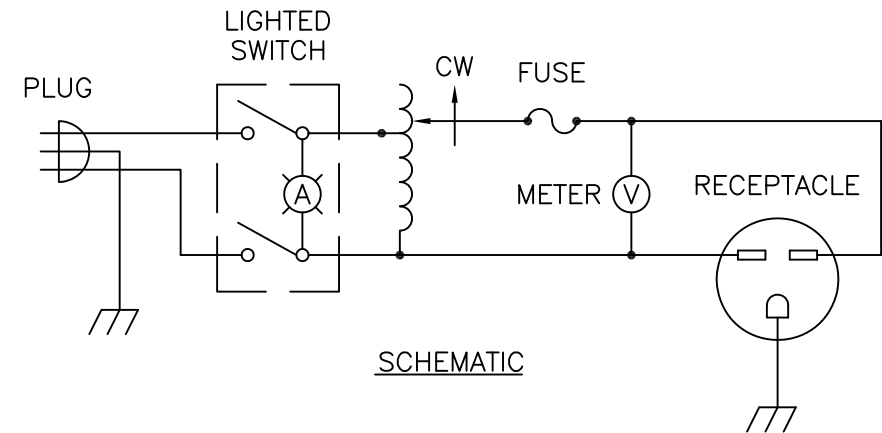 LIGHTED
SWITCH
CW
FUSE
PLUG
A
METER
V
RECEPTACLE
SCHEMATIC